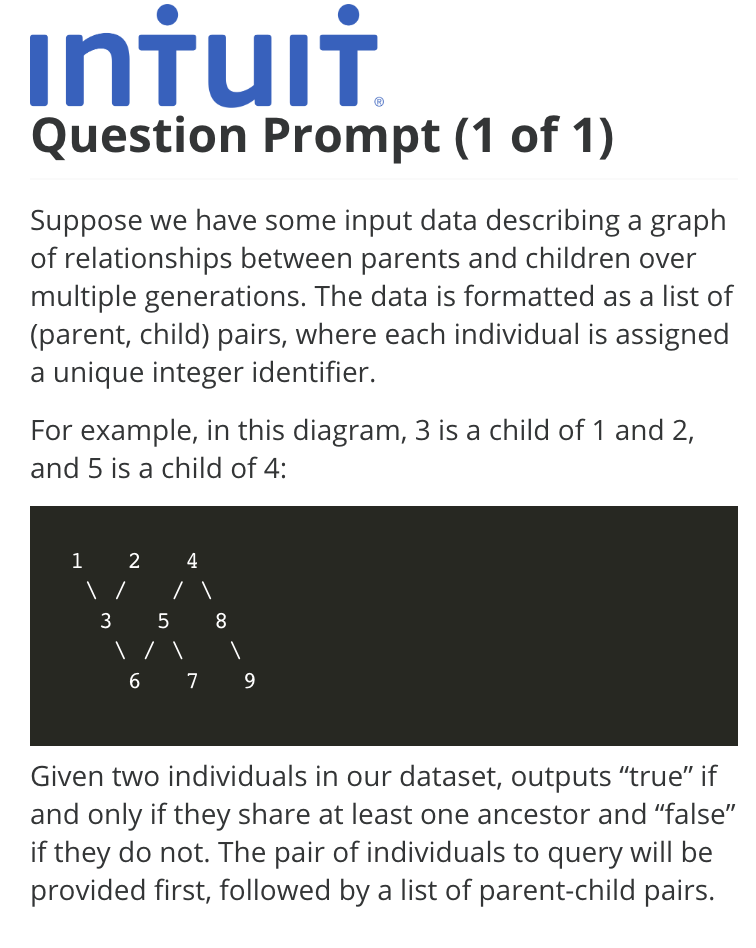 INTUIT®
Question Prompt (1 of 1)
Suppose we have some input data describing a graph
of relationships between parents and children over
multiple generations. The data is formatted as a list of
(parent, child) pairs, where each individual is assigned
a unique integer identifier.
For example, in this diagram, 3 is a child of 1 and 2,
and 5 is a child of 4:
1   2   4
 \ /   / \
  3   5   8
   \ / \   \
    6   7   9
Given two individuals in our dataset, outputs “true” if
and only if they share at least one ancestor and “false”
if they do not. The pair of individuals to query will be
provided first, followed by a list of parent-child pairs.